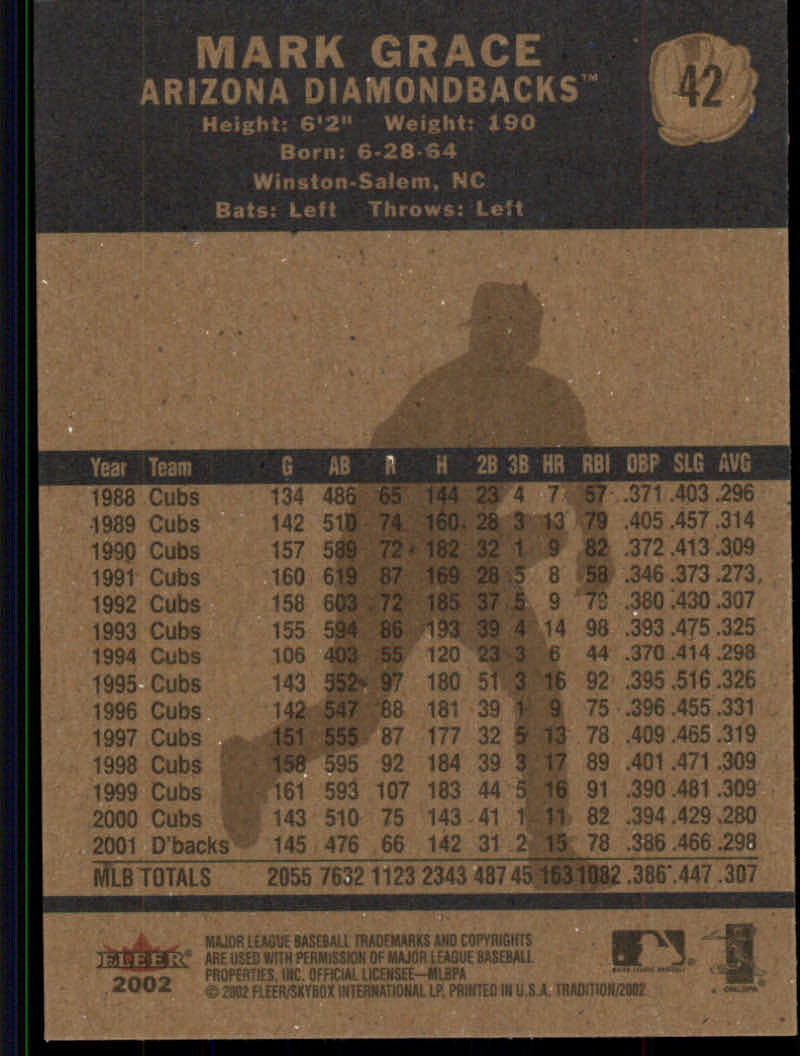 MARK GRACE
ARIZONA DIAMONDBACKS™
42
Height: 6'2" Weight: 190
Born: 6-28-64
Winston-Salem, NC
Bats: Left Throws: Left
Year Team G AB R H 2B 3B HR RBI OBP SLG AVG
1988 Cubs 134 486 65 144 23 4 7 57 .371 .403 .296
1989 Cubs 142 510 74 160 28 3 13 79 .405 .457 .314
1990 Cubs 157 589 72 182 32 1 9 82 .372 .413 .309
1991 Cubs 160 619 87 169 28 5 8 58 .346 .373 .273
1992 Cubs 158 603 72 185 37 5 9 79 .380 .430 .307
1993 Cubs 155 594 86 193 39 4 14 98 .393 .475 .325
1994 Cubs 106 403 55 120 23 3 6 44 .370 .414 .298
1995 Cubs 143 552 97 180 51 3 16 92 .395 .516 .326
1996 Cubs 142 547 88 181 39 1 9 75 .396 .455 .331
1997 Cubs 151 555 87 177 32 5 13 78 .409 .465 .319
1998 Cubs 158 595 92 184 39 3 17 89 .401 .471 .309
1999 Cubs 161 593 107 183 44 5 16 91 .390 .481 .309
2000 Cubs 143 510 75 143 41 1 11 82 .394 .429 .280
2001 D'backs 145 476 66 142 31 2 15 78 .386 .466 .298
MLB TOTALS 2055 7632 1123 2343 487 45 163 1082 .386 .447 .307
FLEER®
2002
MAJOR LEAGUE BASEBALL TRADEMARKS AND COPYRIGHTS
ARE USED WITH PERMISSION OF MAJOR LEAGUE BASEBALL
PROPERTIES, INC. OFFICIAL LICENSEE—MLBPA
© 2002 FLEER/SKYBOX INTERNATIONAL LP. PRINTED IN U.S.A. TRADITION/2002